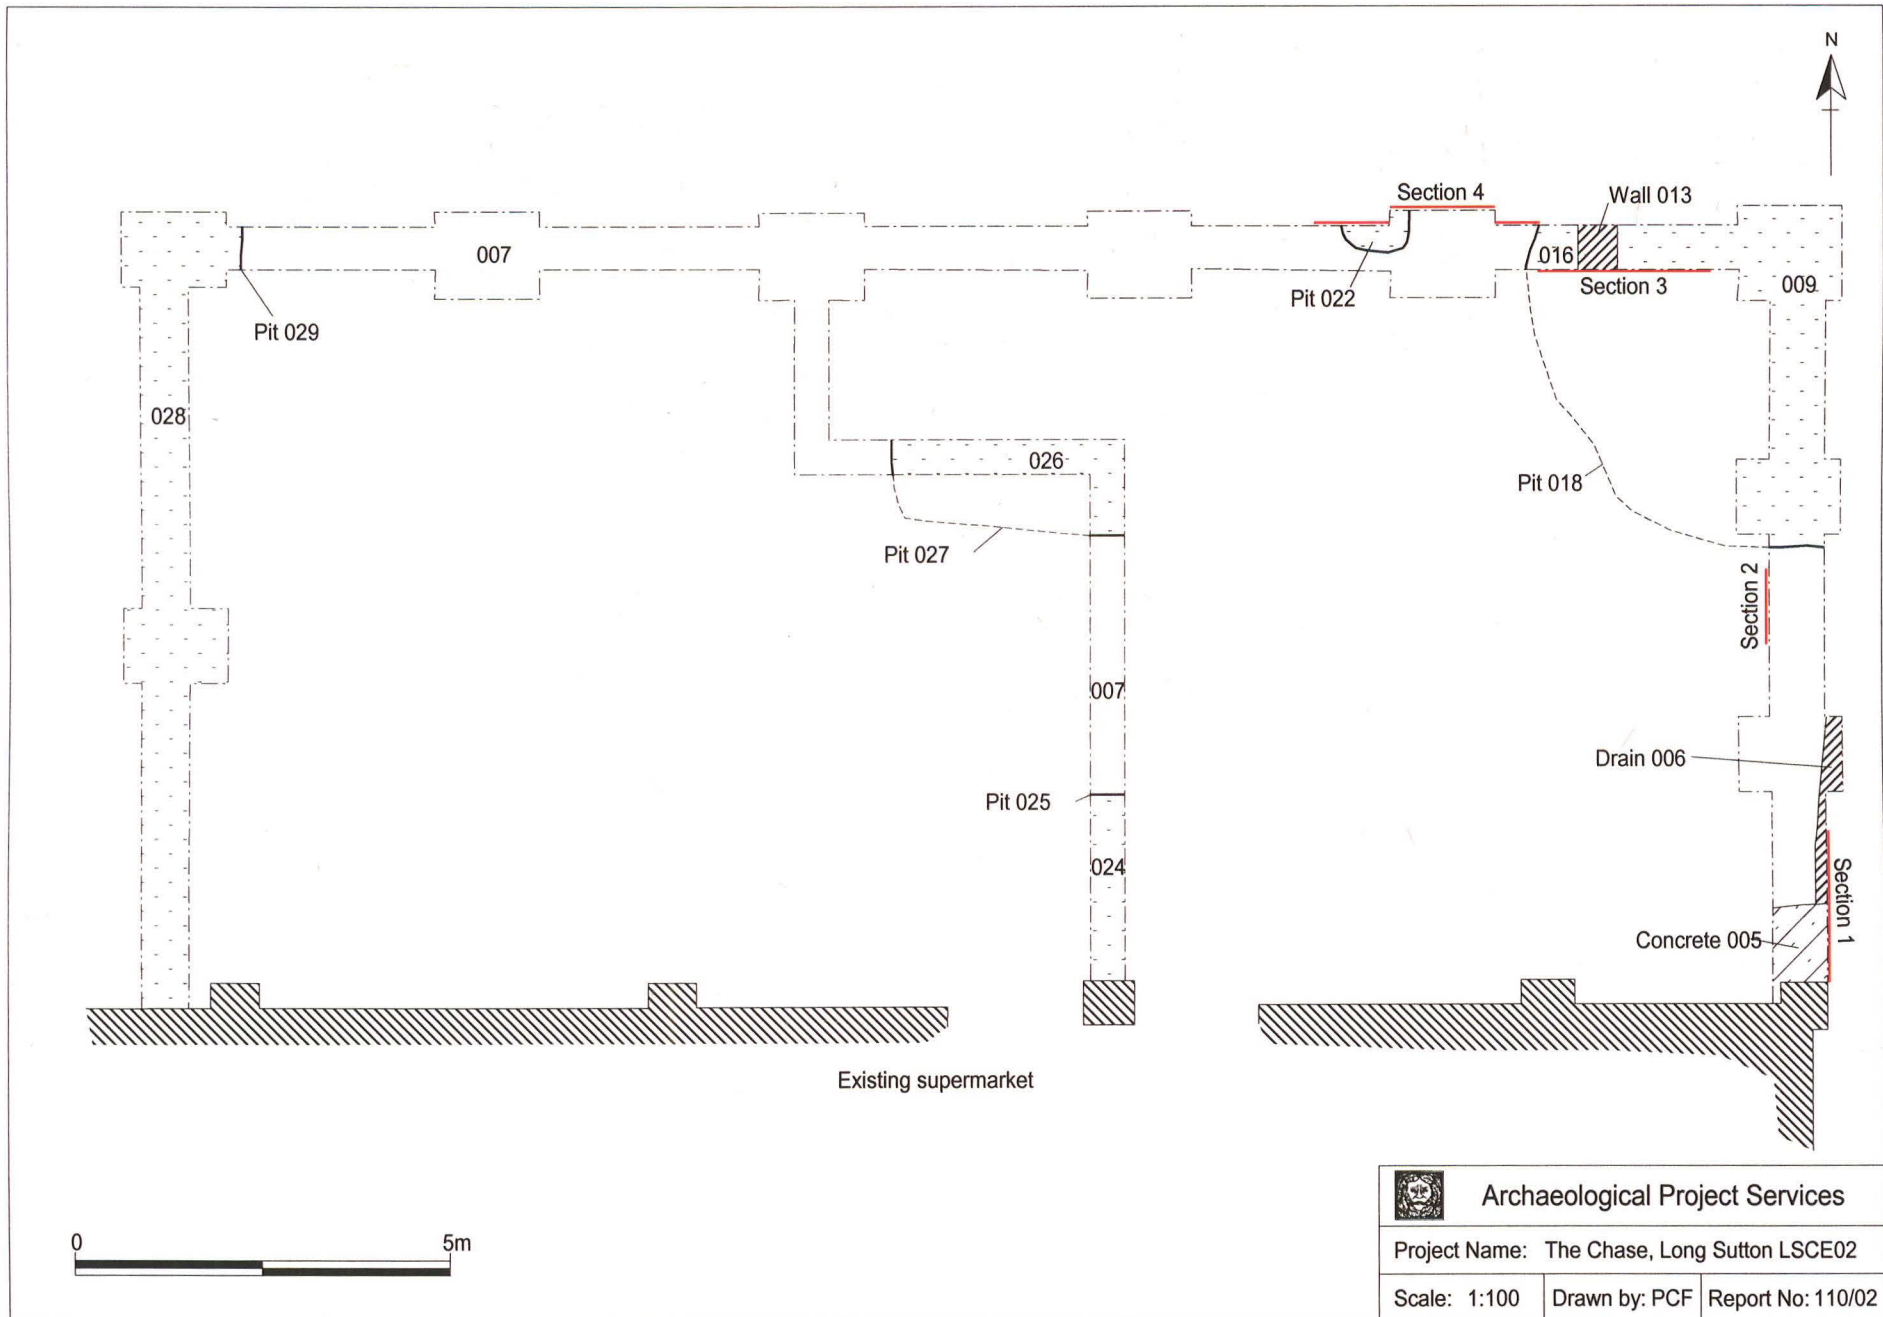 N
Section 4
Wall 013
007
016
009
Pit 022
Section 3
Pit 029
028
026
Pit 018
Pit 027
Section 2
007
Drain 006
Pit 025
024
Section 1
Concrete 005
Existing supermarket
0 5m
Archaeological Project Services
Project Name: The Chase, Long Sutton LSCE02
Scale: 1:100 Drawn by: PCF Report No: 110/02